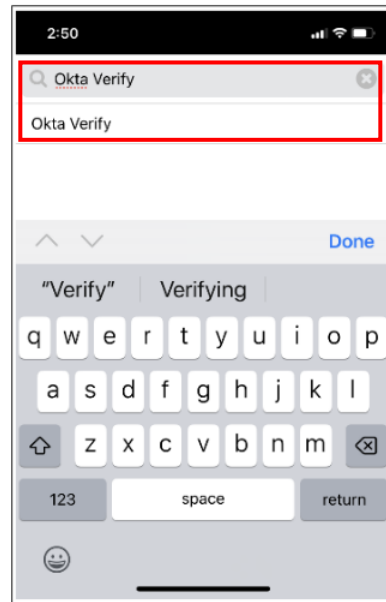 2:50
Okta Verify
Okta Verify
Done
“Verify” Verifying
q w e r t y u i o p
a s d f g h j k l
z x c v b n m
123 space return